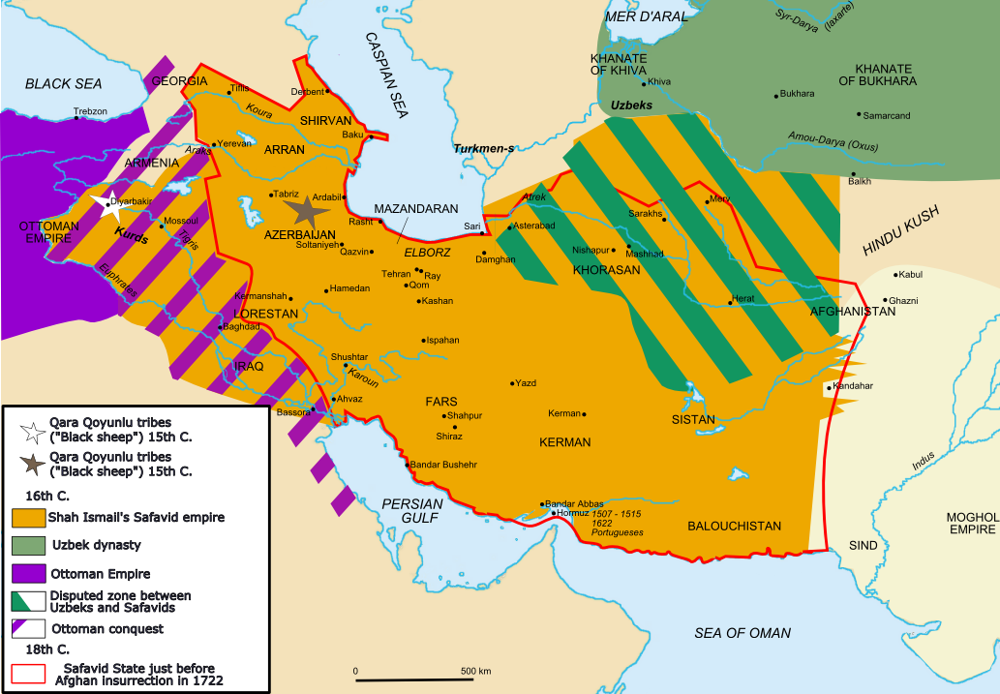 MER D'ARAL
Syr-Darya (Iaxarte)
CASPIAN SEA
BLACK SEA
GEORGIA
Tiflis
Derbent
KHANATE
OF KHIVA
Khiva
KHANATE
OF BUKHARA
Bukhara
Uzbeks
Samarcand
Trebzon
Koura
SHIRVAN
Baku
Yerevan
Araks
ARRAN
Turkmen-s
Amou-Darya (Oxus)
ARMENIA
Balkh
Diyarbakir
Tabriz
Ardabil
MAZANDARAN
Atrek
Merv
Sarakhs
OTTOMAN
EMPIRE
Kurds
Mossoul
Tigris
Rasht
Sari
Asterabad
HINDU KUSH
AZERBAIJAN
Soltaniyeh
Qazvin
ELBORZ
Damghan
Nishapur
Mashhad
KHORASAN
Euphrates
Tehran
Ray
Qom
Kabul
Hamedan
Kermanshah
Kashan
Herat
Ghazni
LORESTAN
AFGHANISTAN
Baghdad
Ispahan
IRAQ
Shushtar
Karoun
Yazd
Kandahar
Ahvaz
FARS
Bassora
Shahpur
Kerman
SISTAN
Shiraz
KERMAN
Bandar Bushehr
Indus
PERSIAN
GULF
Bandar Abbas
Hormuz
1507 - 1515
1622
Portugueses
BALOUCHISTAN
MOGHOL
EMPIRE
SIND
SEA OF OMAN
Qara Qoyunlu tribes
("Black sheep") 15th C.
Qara Qoyunlu tribes
("Black sheep") 15th C.
16th C.
Shah Ismail's Safavid empire
Uzbek dynasty
Ottoman Empire
Disputed zone between
Uzbeks and Safavids
Ottoman conquest
18th C.
Safavid State just before
Afghan insurrection in 1722
0
500 km